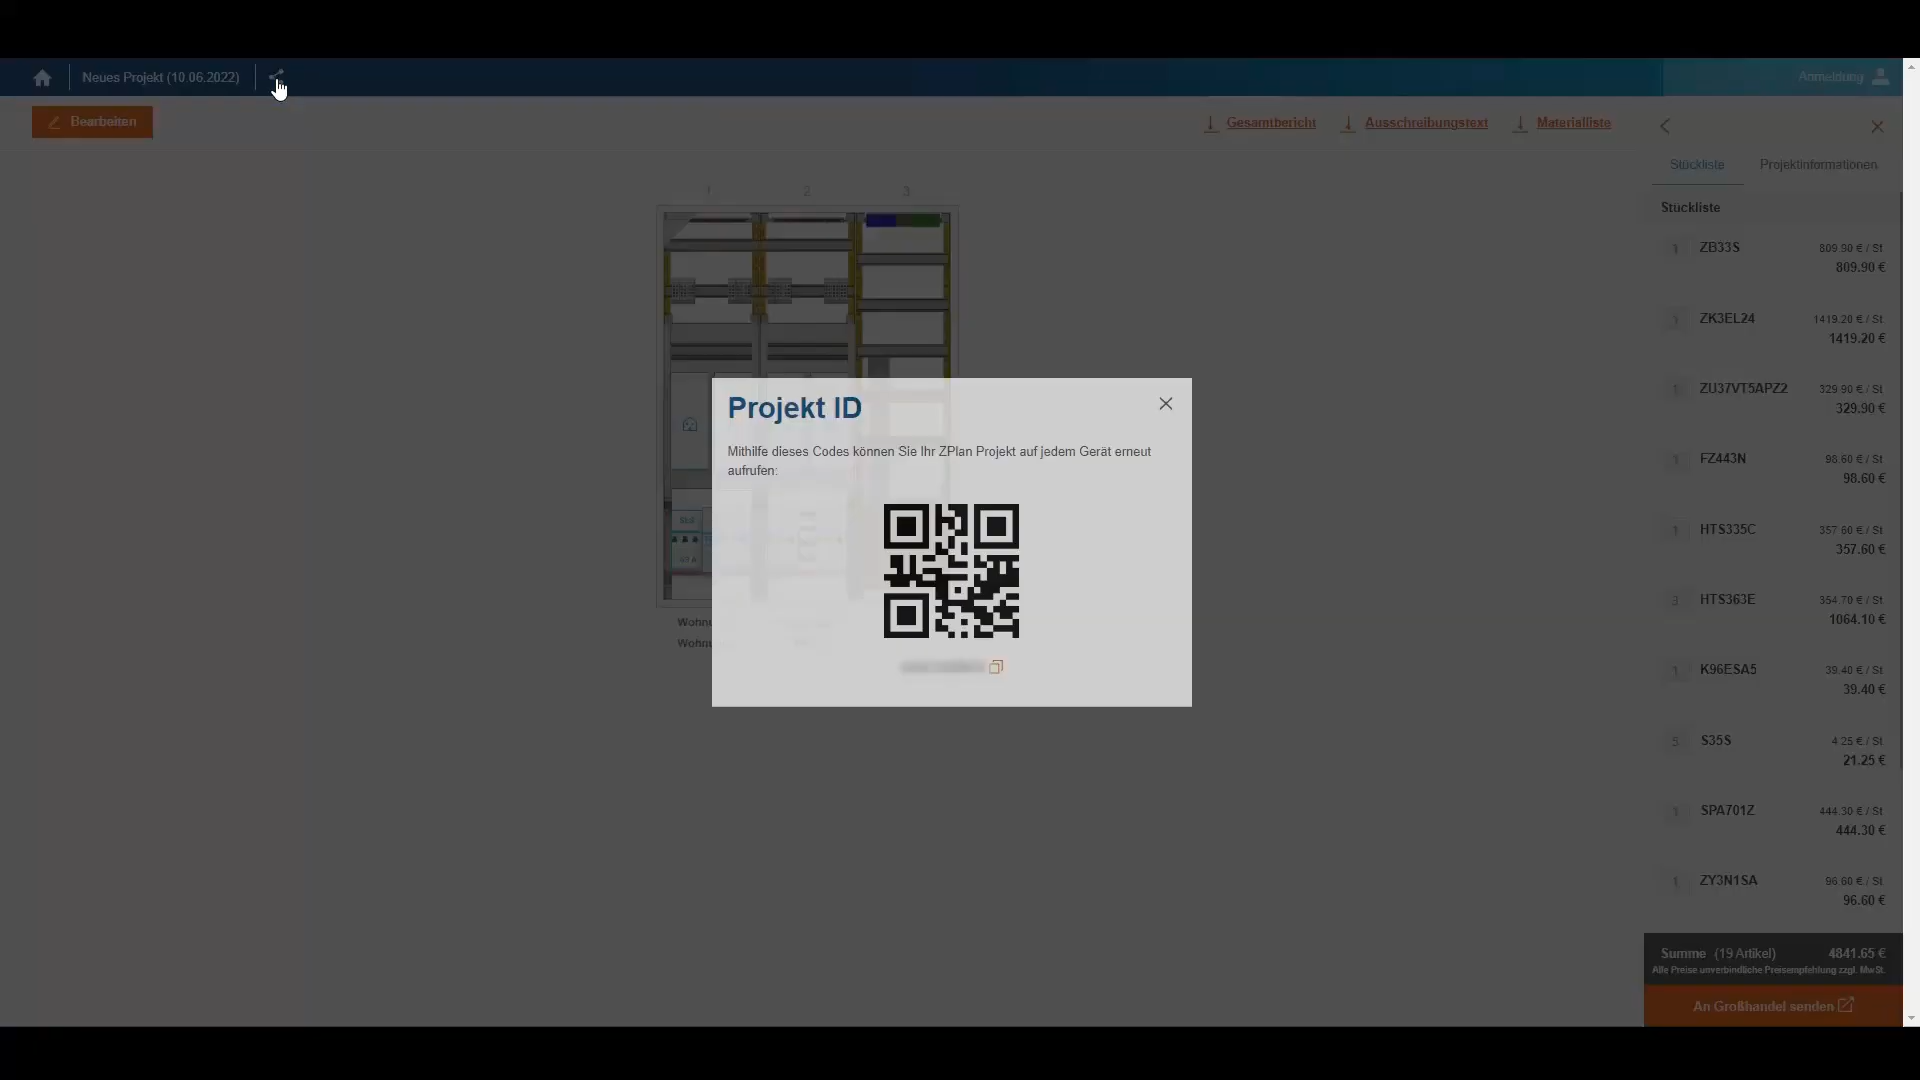 Neues Projekt (10.06.2022)
Anmeldung
Bearbeiten
Gesamtbericht
Ausschreibungstext
Materialliste
Stückliste
Projektinformationen
1
2
3
Stückliste
1 ZB33S 809.90 € / St.
809.90 €
1 ZK3EL24 1419.20 € / St.
1419.20 €
1 ZU37VT5APZ2 329.90 € / St.
329.90 €
1 FZ443N 98.60 € / St.
98.60 €
1 HTS335C 357.60 € / St.
357.60 €
3 HTS363E 354.70 € / St.
1064.10 €
1 K96ESA5 39.40 € / St.
39.40 €
5 S35S 4.25 € / St.
21.25 €
1 SPA701Z 444.30 € / St.
444.30 €
1 ZY3N1SA 96.60 € / St.
96.60 €
Summe (19 Artikel) 4841.65 €
Alle Preise unverbindliche Preisempfehlung zzgl. MwSt.
An Großhandel senden
Projekt ID
Mithilfe dieses Codes können Sie Ihr ZPlan Projekt auf jedem Gerät erneut
aufrufen:
Wohnu
Wohnu